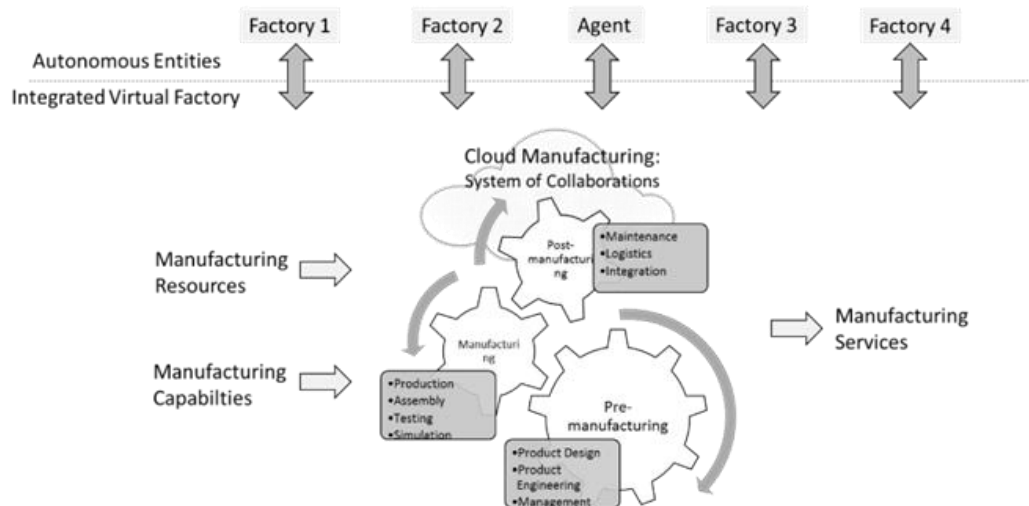 Factory 1
Factory 2
Agent
Factory 3
Factory 4
Autonomous Entities
Integrated Virtual Factory
Cloud Manufacturing:
System of Collaborations
Post-
manufacturi
ng
•Maintenance
•Logistics
•Integration
Manufacturing
Resources
Manufacturing
Services
Manufacturi
ng
Manufacturing
Capabilties
•Production
•Assembly
•Testing
•Simulation
Pre-
manufacturing
•Product Design
•Product
Engineering
•Management